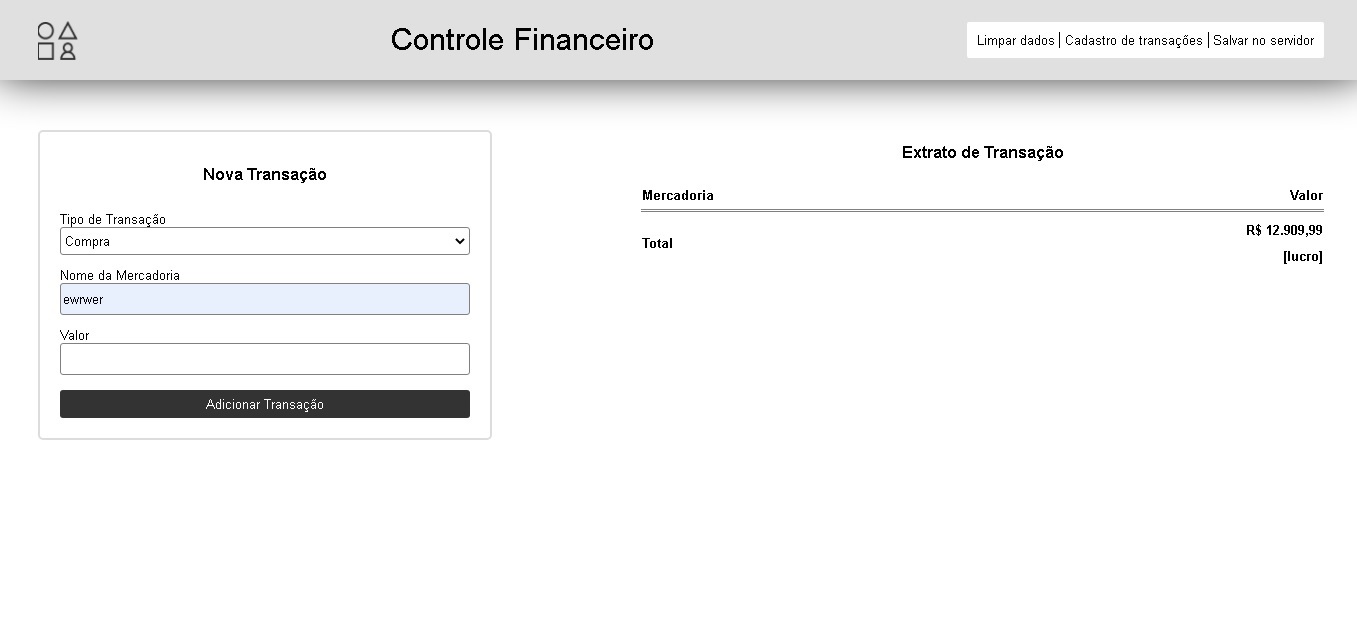 Controle Financeiro
Limpar dados | Cadastro de transações | Salvar no servidor
Nova Transação
Tipo de Transação
Compra
Nome da Mercadoria
ewrwer
Valor
Adicionar Transação
Extrato de Transação
Mercadoria Valor
Total R$ 12.909,99
[lucro]